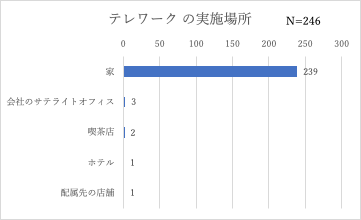 テレワーク の実施場所
N=246
0 50 100 150 200 250 300
家 239
会社のサテライトオフィス 3
喫茶店 2
ホテル 1
配属先の店舗 1